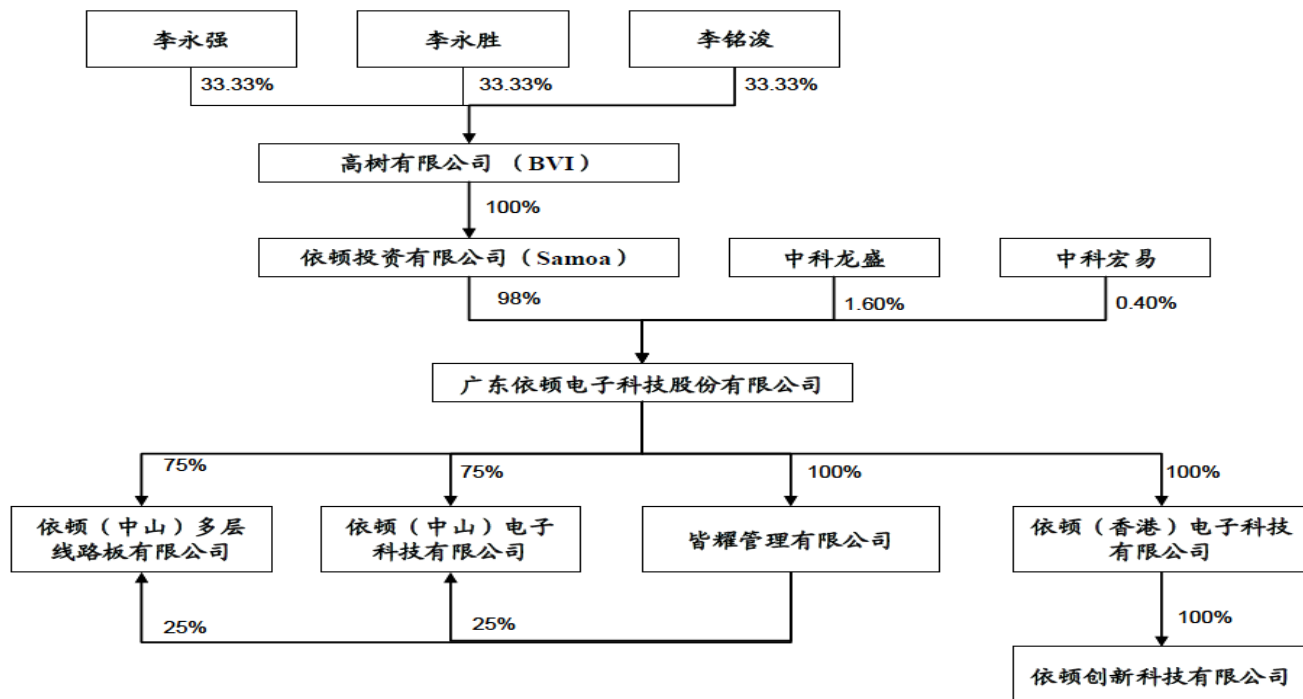 李永强
李永胜
李铭浚
33.33%
33.33%
33.33%
高树有限公司 （BVI）
100%
依顿投资有限公司（Samoa）
中科龙盛
中科宏易
98%
1.60%
0.40%
广东依顿电子科技股份有限公司
75%
75%
100%
100%
依顿（中山）多层
线路板有限公司
依顿（中山）电子
科技有限公司
皆耀管理有限公司
依顿（香港）电子科技
有限公司
25%
25%
100%
依顿创新科技有限公司